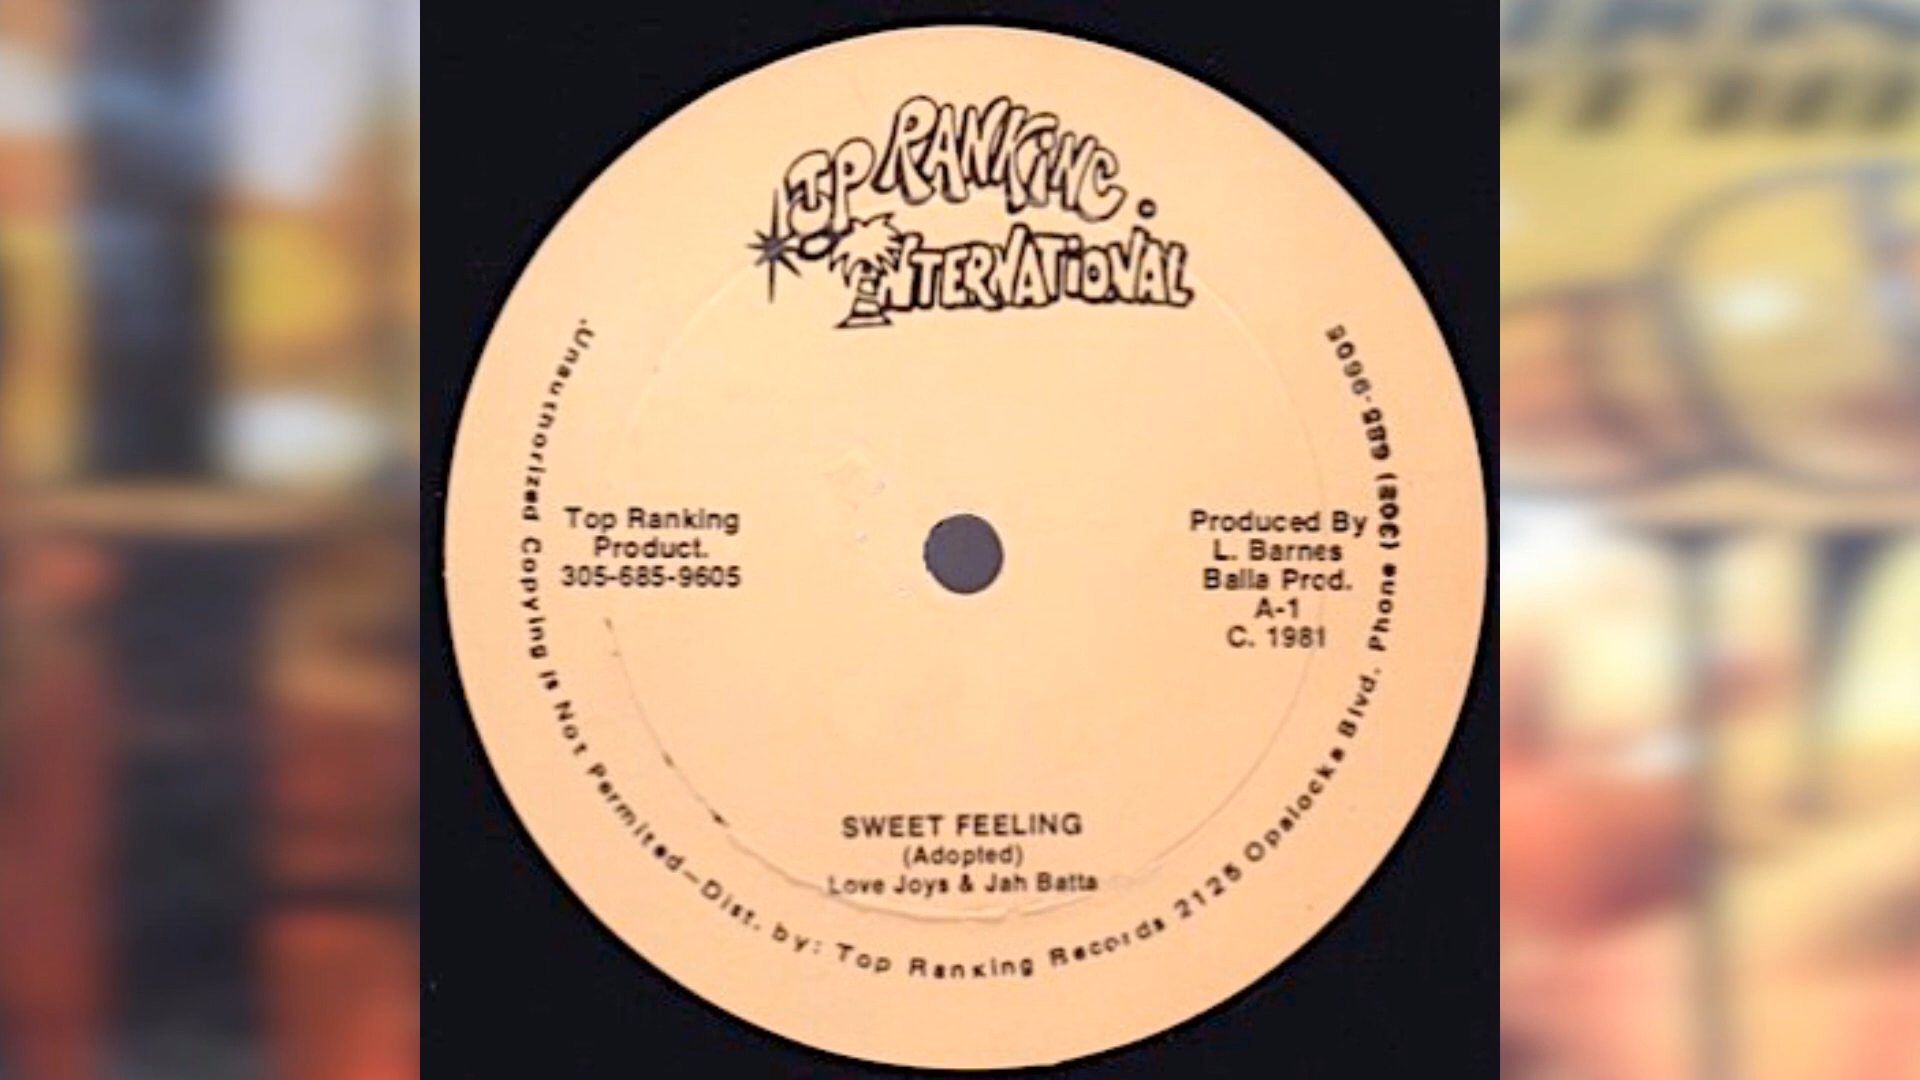 TOP RANKING.
INTERNATIONAL
Top Ranking
Product.
305-685-9605
Produced By
L. Barnes
Balla Prod.
A-1
C. 1981
SWEET FEELING
(Adopted)
Love Joys & Jah Batta
.Unauthorized Copying is Not Permitted—Dist. by: Top Ranking Records 2125 Opalocka Blvd. Phone (305) 685-9605